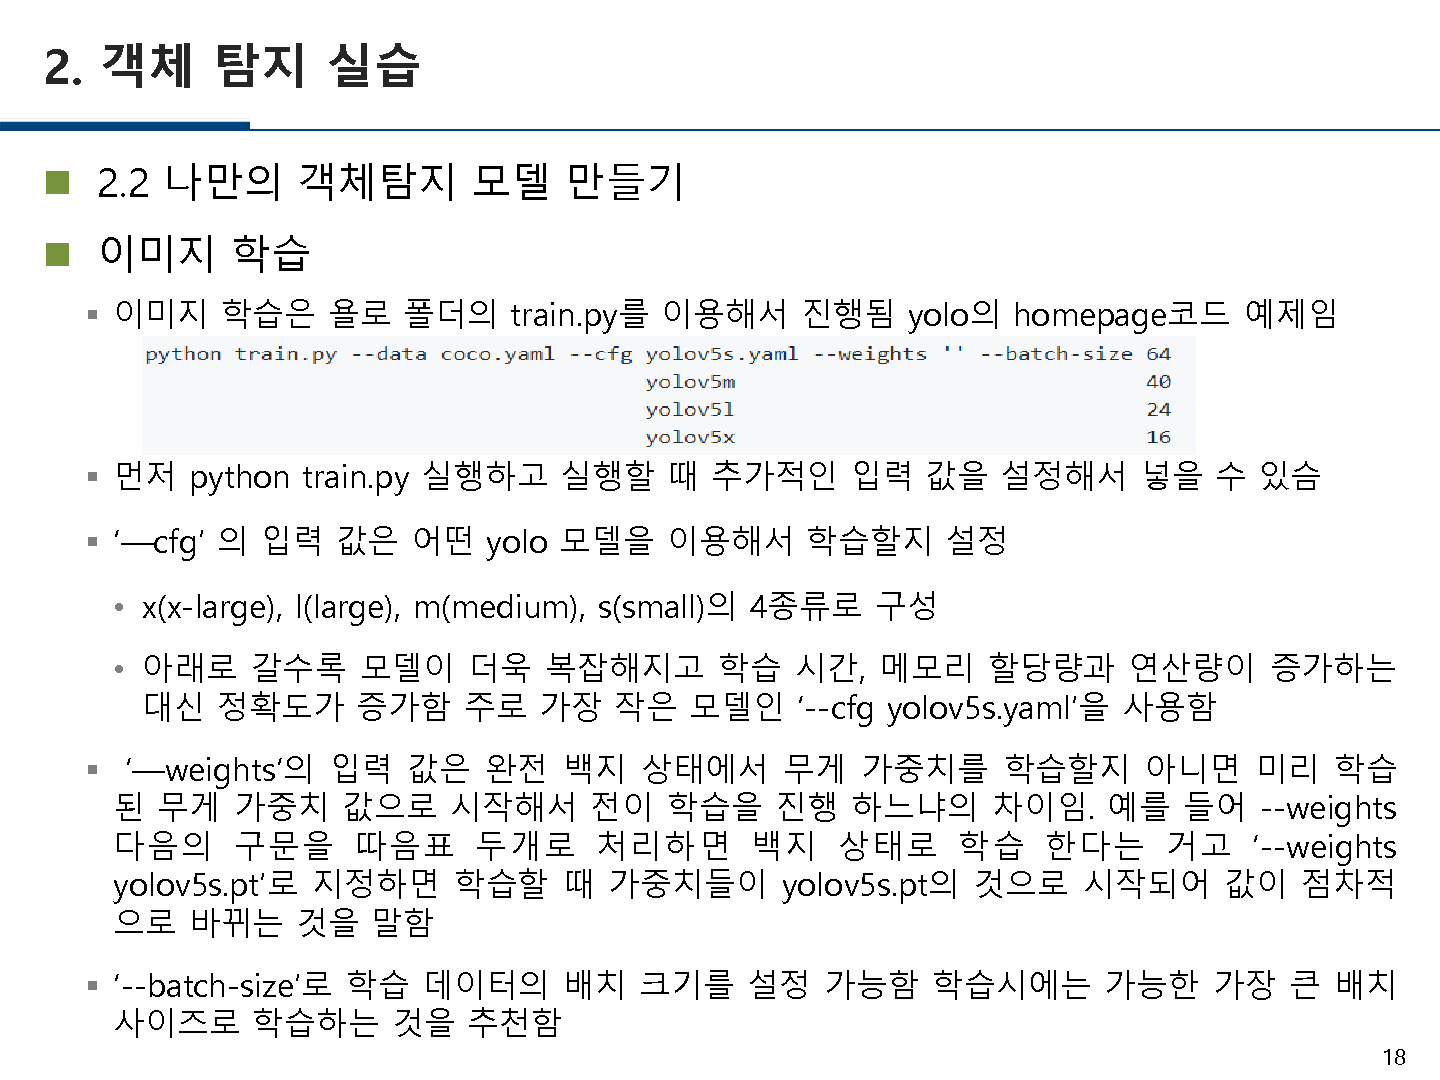 2. 객체 탐지 실습
2.2 나만의 객체탐지 모델 만들기
이미지 학습
이미지 학습은 욜로 폴더의 train.py를 이용해서 진행됨 yolo의 homepage코드 예제임
python train.py --data coco.yaml --cfg yolov5s.yaml --weights '' --batch-size 64
yolov5m 40
yolov5l 24
yolov5x 16
먼저 python train.py 실행하고 실행할 때 추가적인 입력 값을 설정해서 넣을 수 있슴
‘—cfg’ 의 입력 값은 어떤 yolo 모델을 이용해서 학습할지 설정
x(x-large), l(large), m(medium), s(small)의 4종류로 구성
아래로 갈수록 모델이 더욱 복잡해지고 학습 시간, 메모리 할당량과 연산량이 증가하는
대신 정확도가 증가함 주로 가장 작은 모델인 ‘--cfg yolov5s.yaml’을 사용함
‘—weights’의 입력 값은 완전 백지 상태에서 무게 가중치를 학습할지 아니면 미리 학습
된 무게 가중치 값으로 시작해서 전이 학습을 진행 하느냐의 차이임. 예를 들어 --weights
다음의 구문을 따음표 두개로 처리하면 백지 상태로 학습 한다는 거고 ‘--weights
yolov5s.pt’로 지정하면 학습할 때 가중치들이 yolov5s.pt의 것으로 시작되어 값이 점차적
으로 바뀌는 것을 말함
‘--batch-size’로 학습 데이터의 배치 크기를 설정 가능함 학습시에는 가능한 가장 큰 배치
사이즈로 학습하는 것을 추천함
18